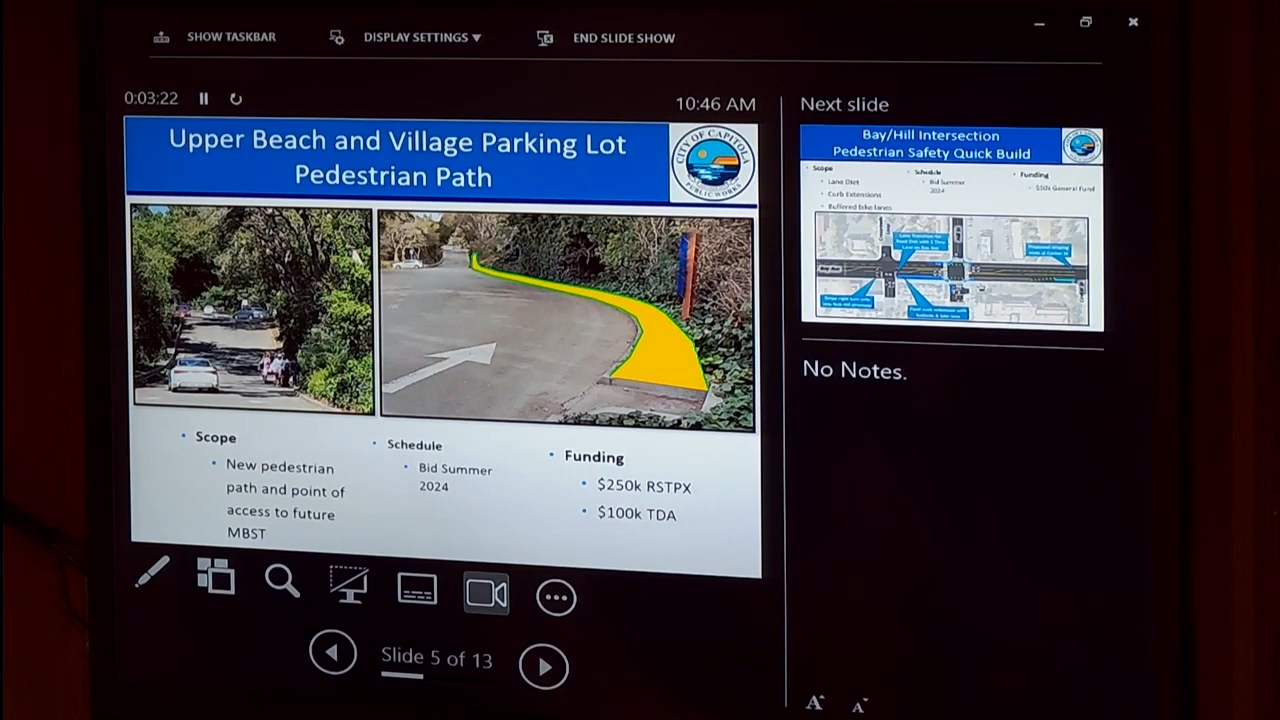 SHOW TASKBAR
DISPLAY SETTINGS ▾
END SLIDE SHOW
0:03:22
10:46 AM
Upper Beach and Village Parking Lot
Pedestrian Path
CITY OF CAPITOLA
PUBLIC WORKS
Scope
New pedestrian
path and point of
access to future
MBST
Schedule
Bid Summer
2024
Funding
$250k RSTPX
$100k TDA
Slide 5 of 13
Next slide
Bay/Hill Intersection
Pedestrian Safety Quick Build
Scope
Lane Diet
Curb Extensions
Buffered bike lanes
Schedule
Bid Summer
2024
Funding
$50k General Fund
No Notes.
A
A